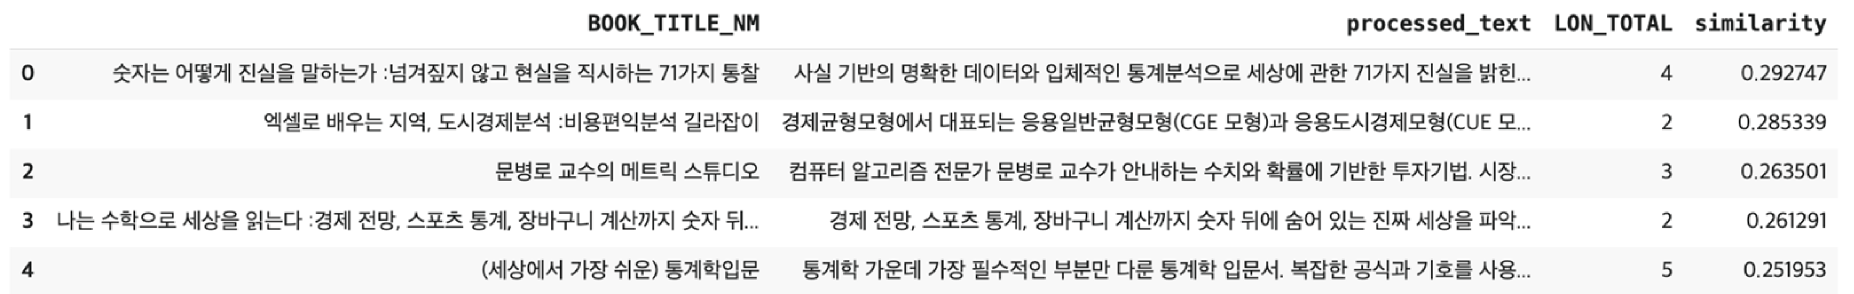 BOOK_TITLE_NM processed_text LON_TOTAL similarity
0 숫자는 어떻게 진실을 말하는가 :넘겨짚지 않고 현실을 직시하는 71가지 통찰 사실 기반의 명확한 데이터와 입체적인 통계분석으로 세상에 관한 71가지 진실을 밝힌... 4 0.292747
1 엑셀로 배우는 지역, 도시경제분석 :비용편익분석 길라잡이 경제균형모형에서 대표되는 응용일반균형모형(CGE 모형)과 응용도시경제모형(CUE 모... 2 0.285339
2 문병로 교수의 메트릭 스튜디오 컴퓨터 알고리즘 전문가 문병로 교수가 안내하는 수치와 확률에 기반한 투자기법. 시장... 3 0.263501
3 나는 수학으로 세상을 읽는다 :경제 전망, 스포츠 통계, 장바구니 계산까지 숫자 뒤... 경제 전망, 스포츠 통계, 장바구니 계산까지 숫자 뒤에 숨어 있는 진짜 세상을 파악... 2 0.261291
4 (세상에서 가장 쉬운) 통계학입문 통계학 가운데 가장 필수적인 부분만 다룬 통계학 입문서. 복잡한 공식과 기호를 사용... 5 0.251953